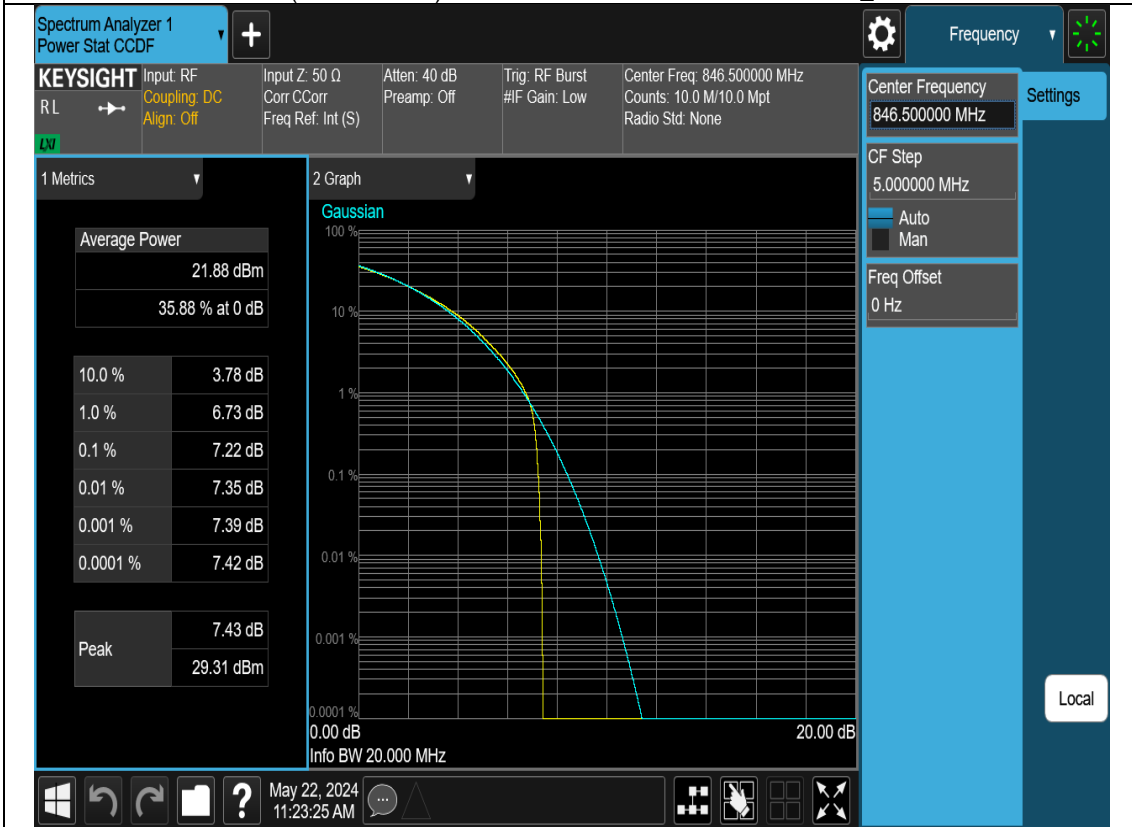 Spectrum Analyzer 1
Power Stat CCDF
Frequency
KEYSIGHT
R L
LXI
Input: RF
Coupling: DC
Align: Off
Input Z: 50 Ω
Corr CCorr
Freq Ref: Int (S)
Atten: 40 dB
Preamp: Off
Trig: RF Burst
#IF Gain: Low
Center Freq: 846.500000 MHz
Counts: 10.0 M/10.0 Mpt
Radio Std: None
Center Frequency
846.500000 MHz
Settings
CF Step
5.000000 MHz
Auto
Man
Freq Offset
0 Hz
1 Metrics
Average Power
21.88 dBm
35.88 % at 0 dB
10.0 % 3.78 dB
1.0 % 6.73 dB
0.1 % 7.22 dB
0.01 % 7.35 dB
0.001 % 7.39 dB
0.0001 % 7.42 dB
Peak
7.43 dB
29.31 dBm
2 Graph
Gaussian
100 %
10 %
1 %
0.1 %
0.01 %
0.001 %
0.0001 %
0.00 dB 20.00 dB
Info BW 20.000 MHz
Local
?
May 22, 2024
11:23:25 AM